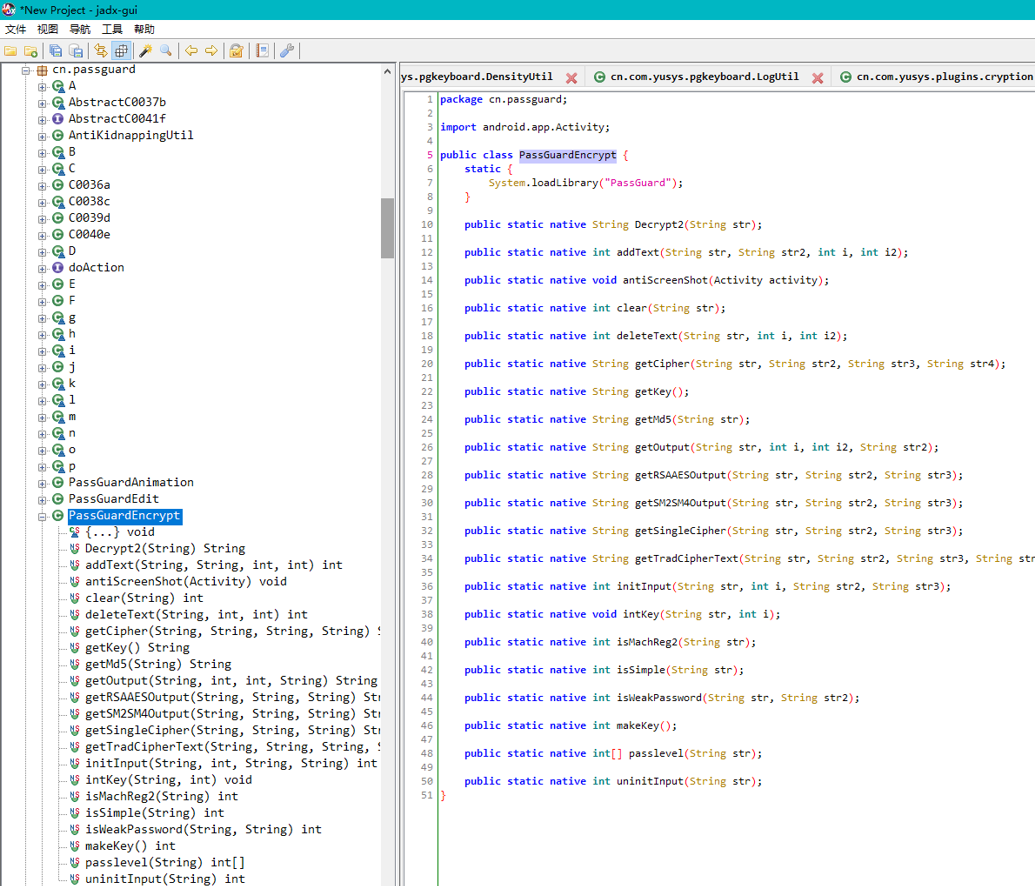 *New Project - jadx-gui
文件 视图 导航 工具 帮助
cn.passguard
A
AbstractC0037b
AbstractC0041f
AntiKidnappingUtil
B
C
C0036a
C0038c
C0039d
C0040e
D
doAction
E
F
g
h
i
j
k
l
m
n
o
p
PassGuardAnimation
PassGuardEdit
PassGuardEncrypt
{...} void
Decrypt2(String) String
addText(String, String, int, int) int
antiScreenShot(Activity) void
clear(String) int
deleteText(String, int, int) int
getCipher(String, String, String, String) S
getKey() String
getMd5(String) String
getOutput(String, int, int, String) String
getRSAAESOutput(String, String, String) Str
getSM2SM4Output(String, String, String) Str
getSingleCipher(String, String, String) Str
getTradCipherText(String, String, String, S
initInput(String, int, String, String) int
intKey(String, int) void
isMachReg2(String) int
isSimple(String) int
isWeakPassword(String, String) int
makeKey() int
passlevel(String) int[]
uninitInput(String) int
ys.pgkeyboard.DensityUtil cn.com.yusys.pgkeyboard.LogUtil cn.com.yusys.plugins.cryption
1 package cn.passguard;
2
3 import android.app.Activity;
4
5 public class PassGuardEncrypt {
6 static {
7 System.loadLibrary("PassGuard");
8 }
9
10 public static native String Decrypt2(String str);
11
12 public static native int addText(String str, String str2, int i, int i2);
13
14 public static native void antiScreenShot(Activity activity);
15
16 public static native int clear(String str);
17
18 public static native int deleteText(String str, int i, int i2);
19
20 public static native String getCipher(String str, String str2, String str3, String str4);
21
22 public static native String getKey();
23
24 public static native String getMd5(String str);
25
26 public static native String getOutput(String str, int i, int i2, String str2);
27
28 public static native String getRSAAESOutput(String str, String str2, String str3);
29
30 public static native String getSM2SM4Output(String str, String str2, String str3);
31
32 public static native String getSingleCipher(String str, String str2, String str3);
33
34 public static native String getTradCipherText(String str, String str2, String str3, String str
35
36 public static native int initInput(String str, int i, String str2, String str3);
37
38 public static native void intKey(String str, int i);
39
40 public static native int isMachReg2(String str);
41
42 public static native int isSimple(String str);
43
44 public static native int isWeakPassword(String str, String str2);
45
46 public static native int makeKey();
47
48 public static native int[] passlevel(String str);
49
50 public static native int uninitInput(String str);
51 }